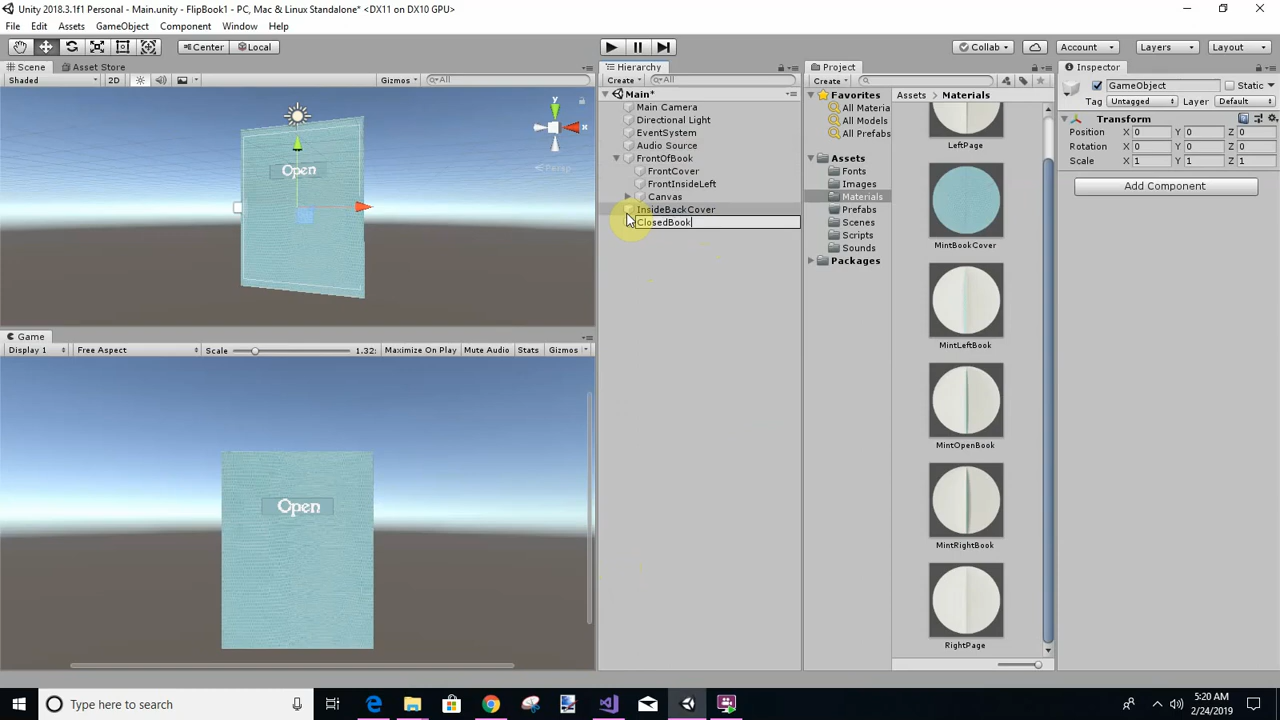 Unity 2018.3.1f1 Personal - Main.unity - FlipBook1 - PC, Mac & Linux Standalone* <DX11 on DX10 GPU>
File Edit Assets GameObject Component Window Help
Center Local Collab Account Layers Layout
Scene Asset Store
Shaded 2D Gizmos All
y
x
Persp
Open
Game
Display 1 Free Aspect Scale 1.32: Maximize On Play Mute Audio Stats Gizmos
Open
Hierarchy
Create All
Main*
Main Camera
Directional Light
EventSystem
Audio Source
FrontOfBook
FrontCover
FrontInsideLeft
Canvas
InsideBackCover
ClosedBook
Project
Create
Favorites
All Materia
All Models
All Prefabs
Assets
Fonts
Images
Materials
Prefabs
Scenes
Scripts
Sounds
Packages
Assets Materials
LeftPage
MintBookCover
MintLeftBook
MintOpenBook
MintRightBook
RightPage
Inspector
GameObject Static
Tag Untagged Layer Default
Transform
Position X 0 Y 0 Z 0
Rotation X 0 Y 0 Z 0
Scale X 1 Y 1 Z 1
Add Component
Type here to search
5:20 AM
2/24/2019